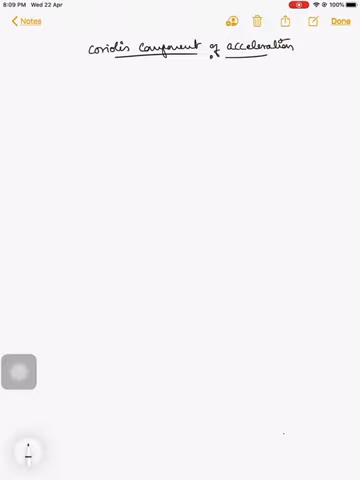 8:09 PM Wed 22 Apr 100%
Notes Done
coriolis component of acceleration